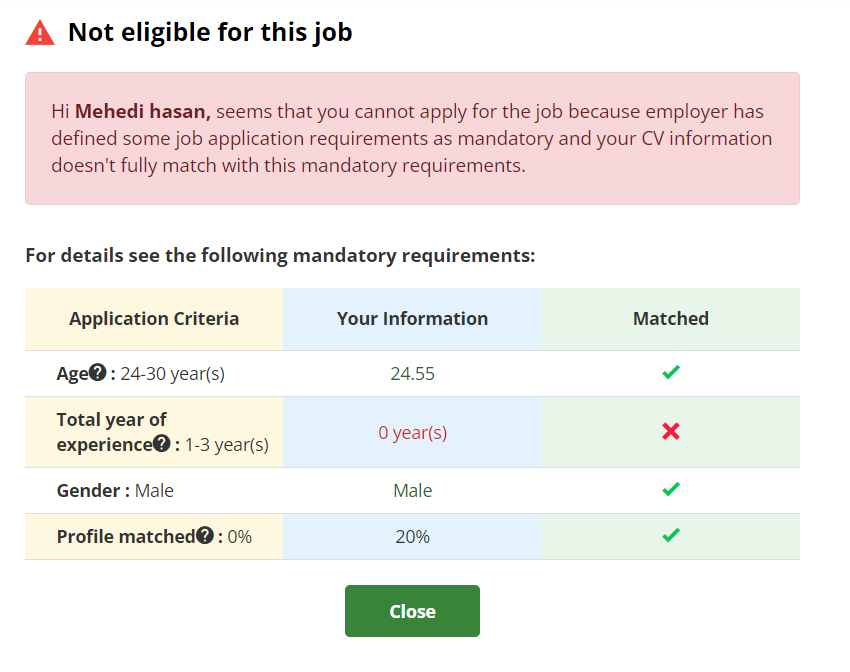 Not eligible for this job
Hi Mehedi hasan, seems that you cannot apply for the job because employer has
defined some job application requirements as mandatory and your CV information
doesn't fully match with this mandatory requirements.
For details see the following mandatory requirements:
Application Criteria Your Information Matched
Age? : 24-30 year(s) 24.55
Total year of
experience? : 1-3 year(s) 0 year(s)
Gender : Male Male
Profile matched? : 0% 20%
Close